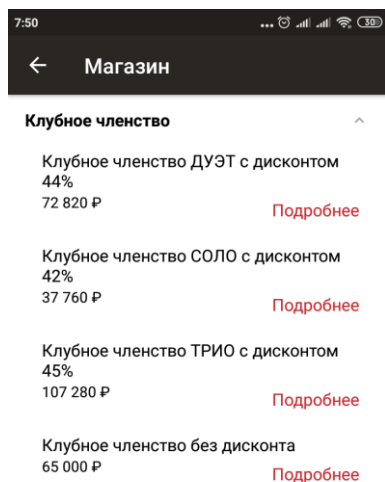 7:50
... 30
Магазин
Клубное членство
Клубное членство ДУЭТ с дисконтом
44%
72 820 ₽
Подробнее
Клубное членство СОЛО с дисконтом
42%
37 760 ₽
Подробнее
Клубное членство ТРИО с дисконтом
45%
107 280 ₽
Подробнее
Клубное членство без дисконта
65 000 ₽
Подробнее